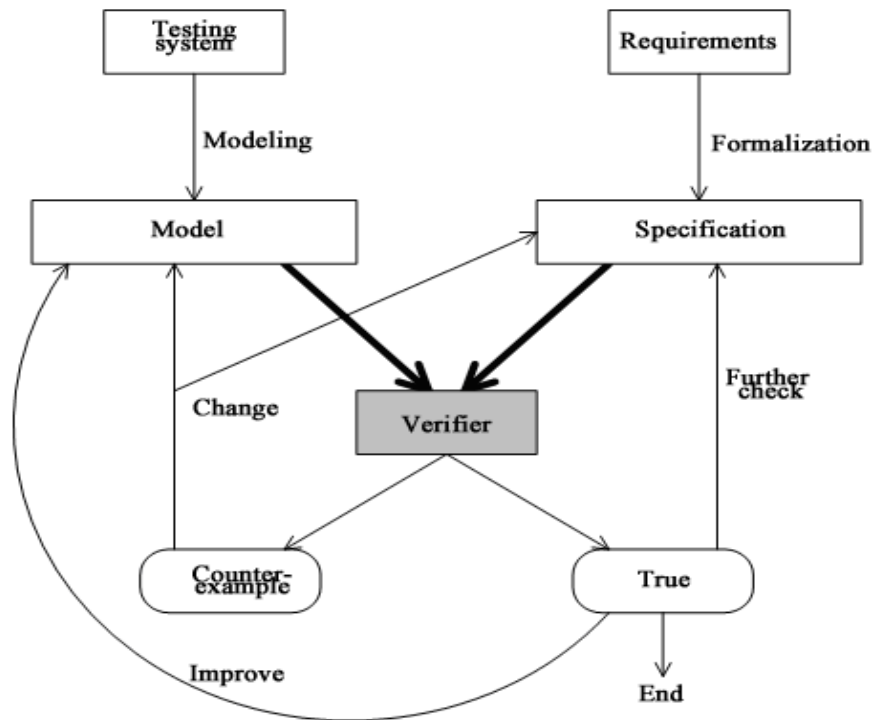 Testing
system
Requirements
Modeling
Formalization
Model
Specification
Further
check
Change
Verifier
Counter-
example
True
Improve
End